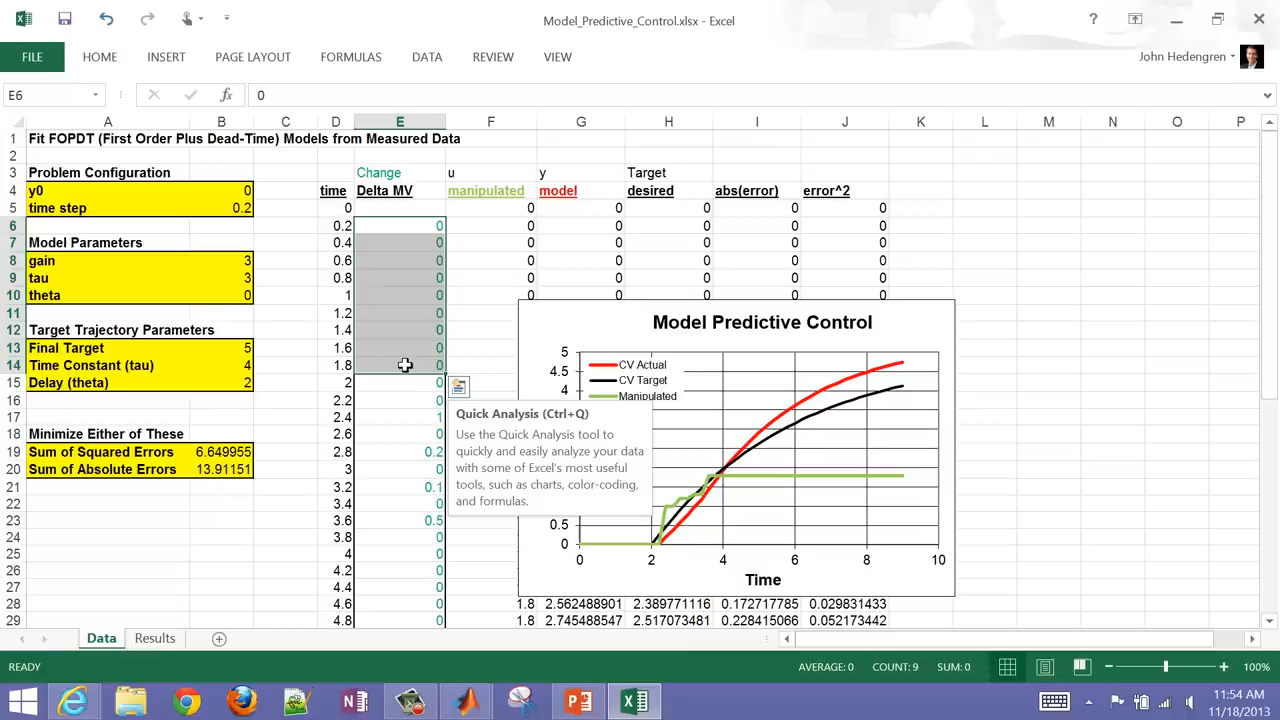 Model_Predictive_Control.xlsx - Excel
?
FILE HOME INSERT PAGE LAYOUT FORMULAS DATA REVIEW VIEW John Hedengren
E6 fx 0
A B C D E F G H I J K L M N O P
1 Fit FOPDT (First Order Plus Dead-Time) Models from Measured Data
2
3 Problem Configuration Change u y Target
4 y0 0 time Delta MV manipulated model desired abs(error) error^2
5 time step 0.2 0 0 0 0 0 0
6 0.2 0 0 0 0 0 0
7 Model Parameters 0.4 0 0 0 0 0 0
8 gain 3 0.6 0 0 0 0 0 0
9 tau 3 0.8 0 0 0 0 0 0
10 theta 0 1 0 0 0 0 0 0
11 1.2 0
12 Target Trajectory Parameters 1.4 0
13 Final Target 5 1.6 0
14 Time Constant (tau) 4 1.8 0
15 Delay (theta) 2 2 0
16 2.2 0
17 2.4 1
18 Minimize Either of These 2.6 0
19 Sum of Squared Errors 6.649955 2.8 0.2
20 Sum of Absolute Errors 13.91151 3 0
21 3.2 0.1
22 3.4 0
23 3.6 0.5
24 3.8 0
25 4 0
26 4.2 0
27 4.4 0
28 4.6 0 1.8 2.562488901 2.389771116 0.172717785 0.029831433
29 4.8 0 1.8 2.745488547 2.517073481 0.228415066 0.052173442
Quick Analysis (Ctrl+Q)
Use the Quick Analysis tool to
quickly and easily analyze your data
with some of Excel's most useful
tools, such as charts, color-coding,
and formulas.
Model Predictive Control
5
4.5
4
0.5
0
CV Actual
CV Target
Manipulated
0 2 4 6 8 10
Time
Data Results
READY AVERAGE: 0 COUNT: 9 SUM: 0 100%
11:54 AM
11/18/2013